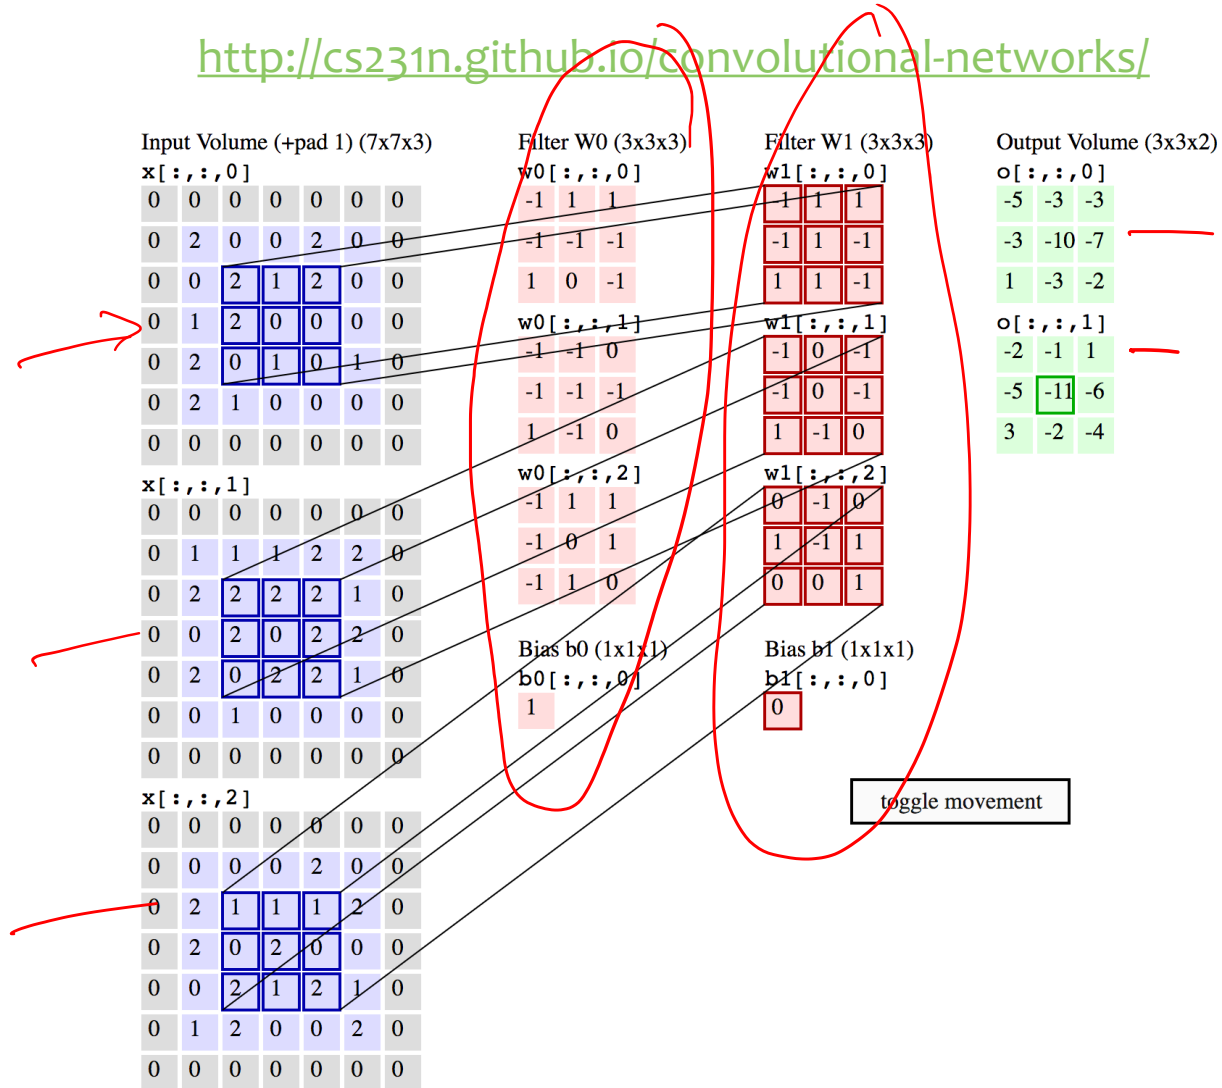 http://cs231n.github.io/convolutional-networks/
Input Volume (+pad 1) (7x7x3)
x[:,:,0]
0 0 0 0 0 0 0
0 2 0 0 2 0 0
0 0 2 1 2 0 0
0 1 2 0 0 0 0
0 2 0 1 0 1 0
0 2 1 0 0 0 0
0 0 0 0 0 0 0
x[:,:,1]
0 0 0 0 0 0 0
0 1 1 1 2 2 0
0 2 2 2 2 1 0
0 0 2 0 2 2 0
0 2 0 2 2 1 0
0 0 1 0 0 0 0
0 0 0 0 0 0 0
x[:,:,2]
0 0 0 0 0 0 0
0 0 0 0 2 0 0
0 2 1 1 1 2 0
0 2 0 2 0 0 0
0 0 2 1 2 1 0
0 1 2 0 0 2 0
0 0 0 0 0 0 0
Filter W0 (3x3x3)
w0[:,:,0]
-1 1 1
-1 -1 -1
1 0 -1
w0[:,:,1]
-1 -1 0
-1 -1 -1
1 -1 0
w0[:,:,2]
-1 1 1
-1 0 1
-1 1 0
Bias b0 (1x1x1)
b0[:,:,0]
1
Filter W1 (3x3x3)
w1[:,:,0]
-1 1 1
-1 1 -1
1 1 -1
w1[:,:,1]
-1 0 -1
-1 0 -1
1 -1 0
w1[:,:,2]
0 -1 0
1 -1 1
0 0 1
Bias b1 (1x1x1)
b1[:,:,0]
0
Output Volume (3x3x2)
o[:,:,0]
-5 -3 -3
-3 -10 -7
1 -3 -2
o[:,:,1]
-2 -1 1
-5 -11 -6
3 -2 -4
toggle movement